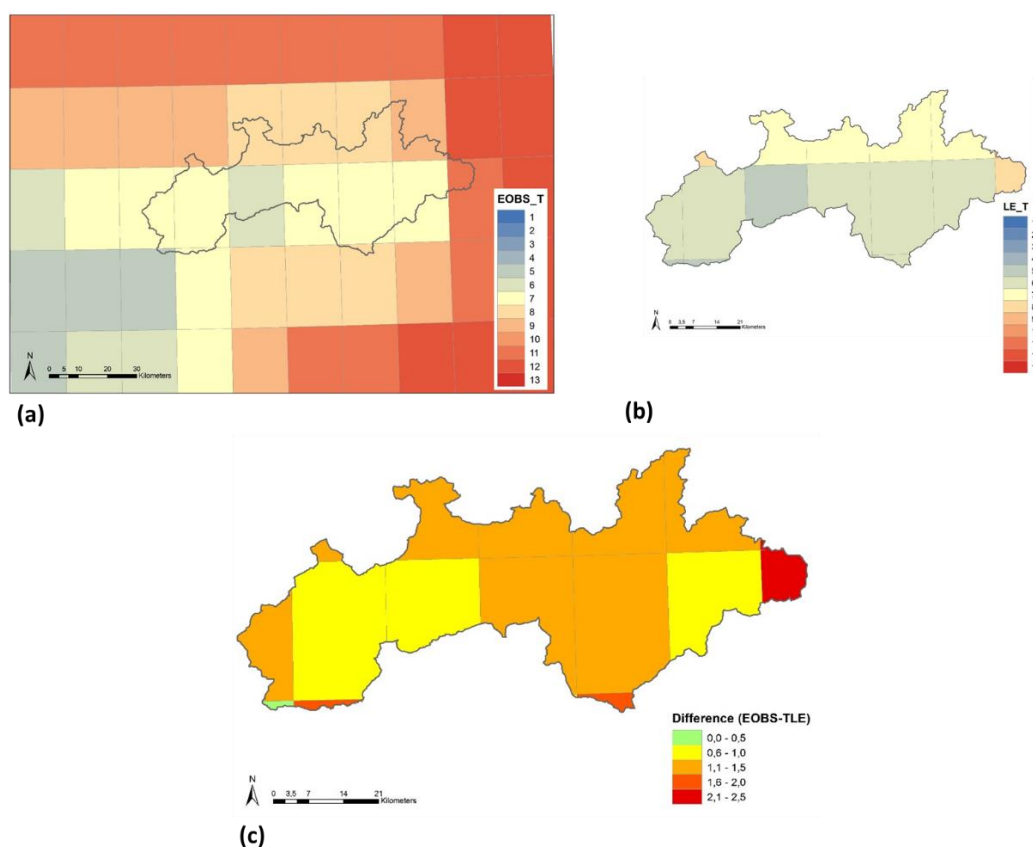 EOBS_T
1
2
3
4
5
6
7
8
9
10
11
12
13
N
0 5 10 20 30
Kilometers
(a)
LE_T
N
0 3,5 7 14 21
Kilometers
(b)
Difference (EOBS-TLE)
0,0 - 0,5
0,6 - 1,0
1,1 - 1,5
1,6 - 2,0
2,1 - 2,5
N
0 3,5 7 14 21
Kilometers
(c)